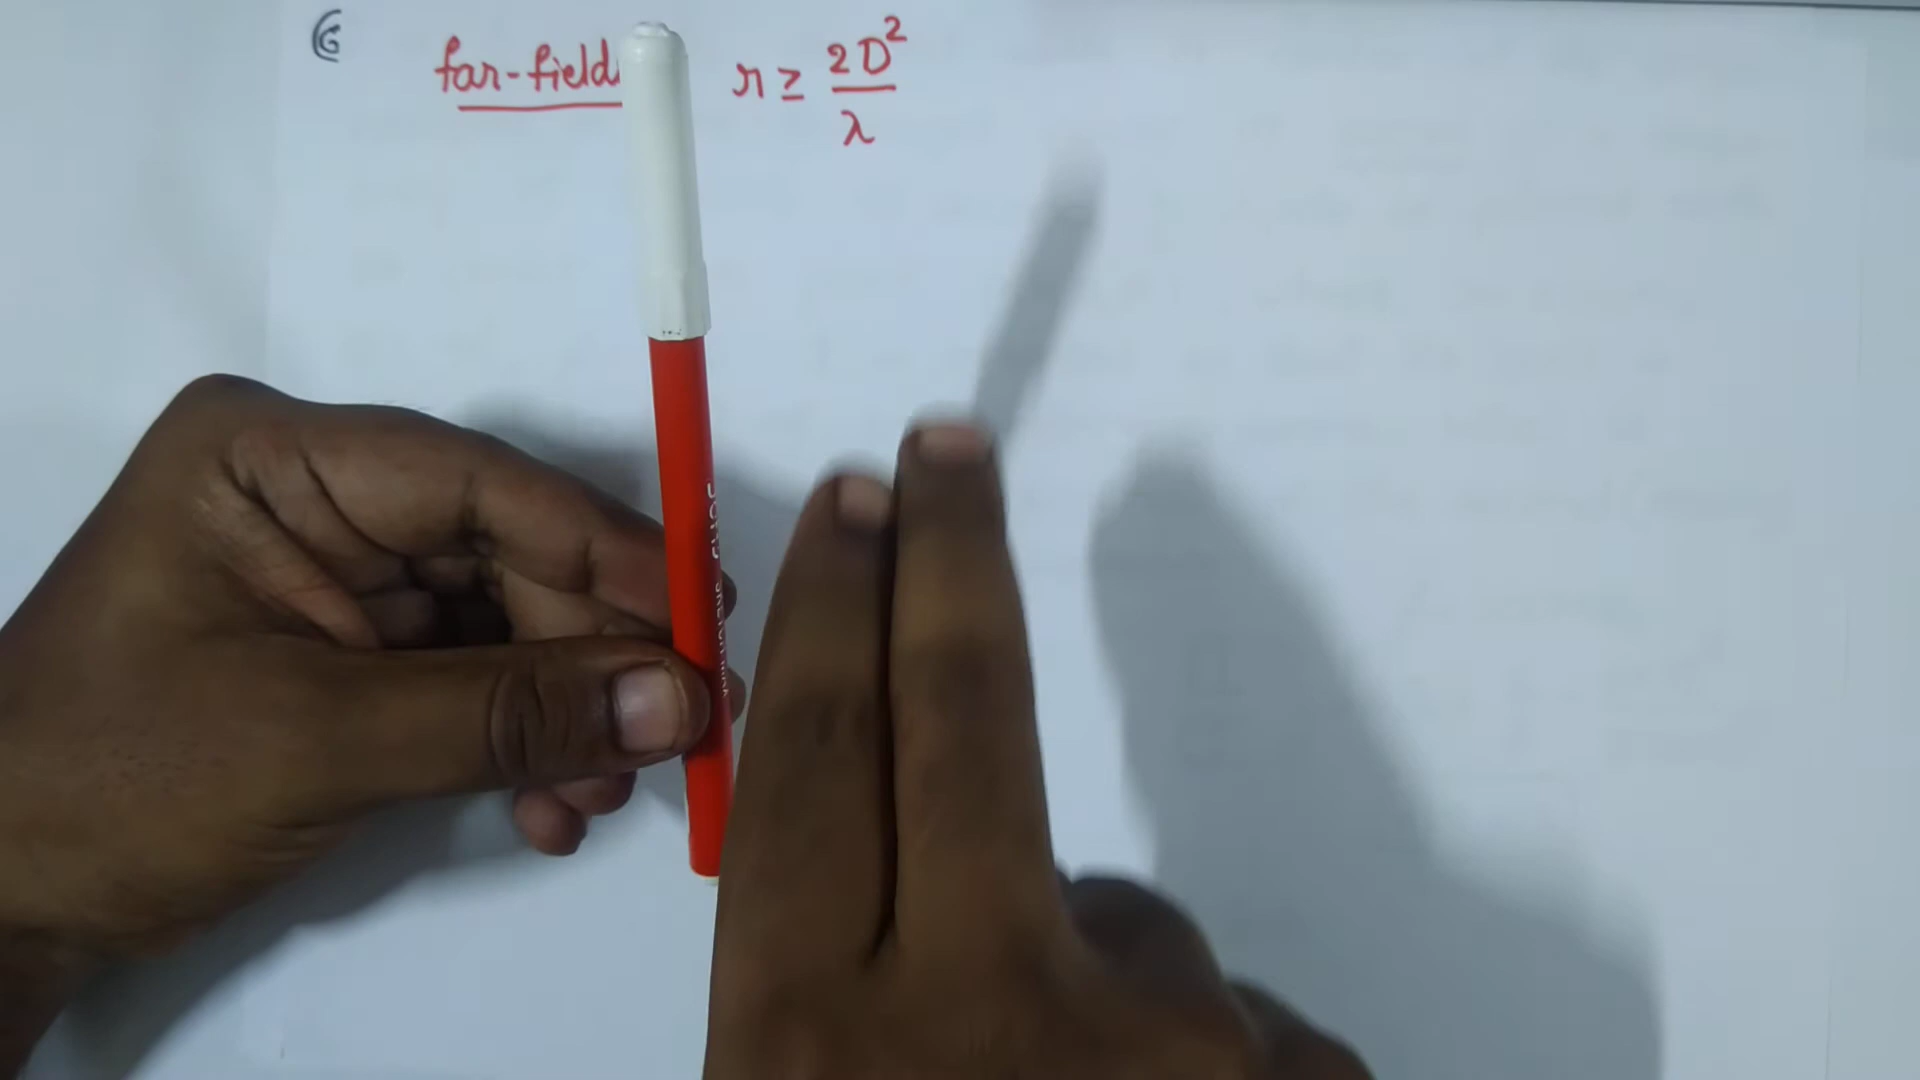 6 far-field r ≥ 2D² / λ